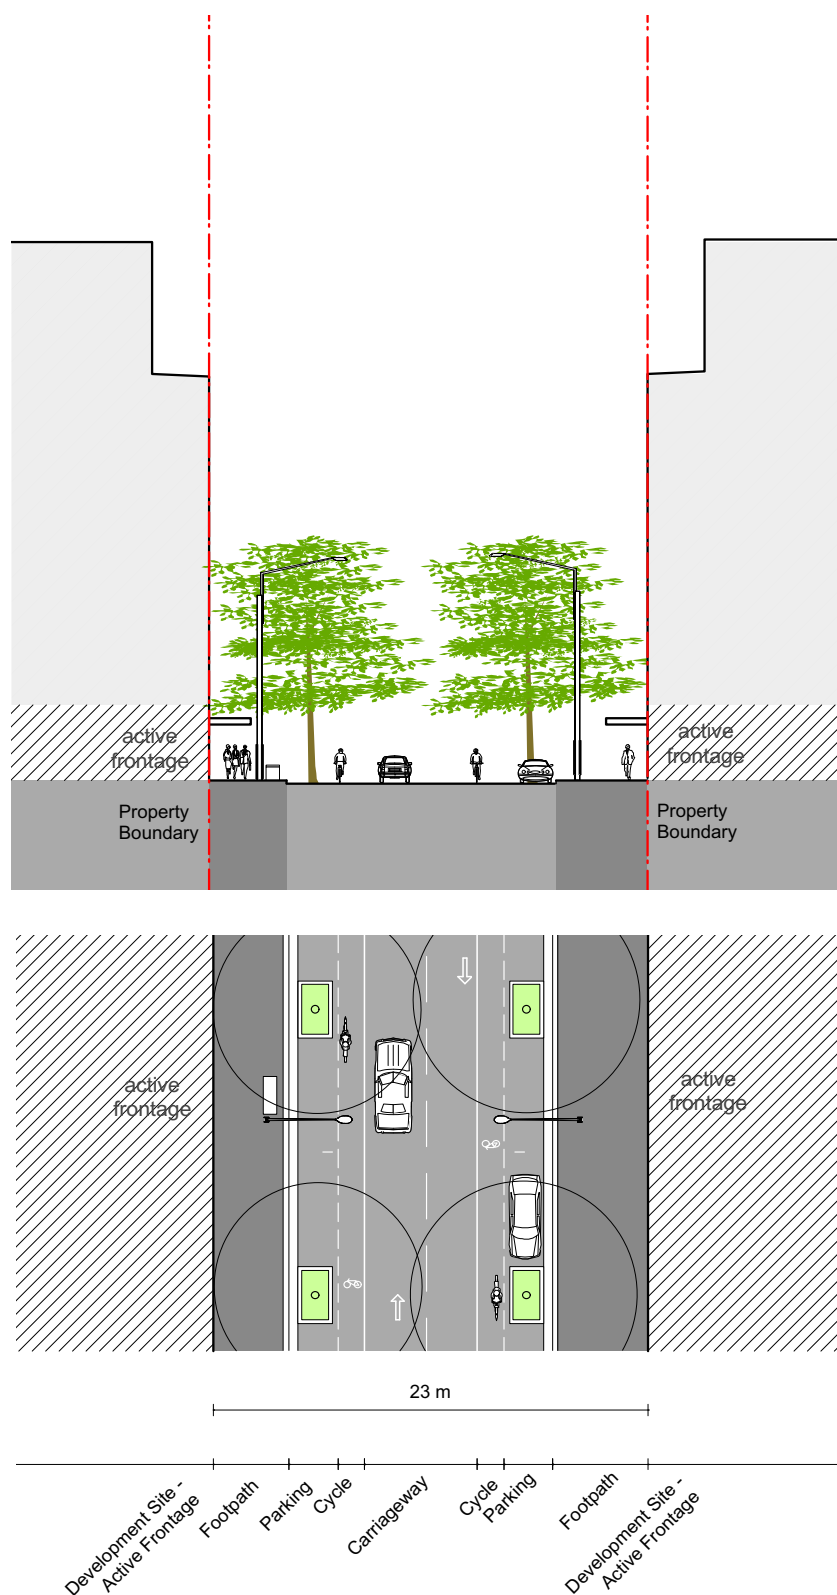 active
frontage
active
frontage
Property
Boundary
Property
Boundary
active
frontage
active
frontage
23 m
Development Site -
Active Frontage
Footpath
Parking
Cycle
Carriageway
Cycle
Parking
Footpath
Development Site -
Active Frontage